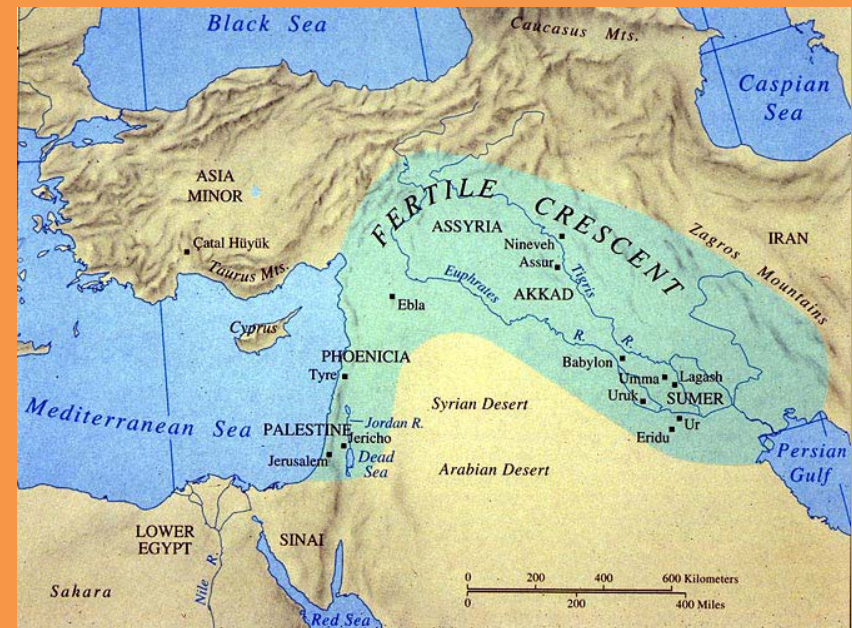 Black Sea
Caucasus Mts.
Caspian
Sea
ASIA
MINOR
FERTILE CRESCENT
ASSYRIA
Zagros Mountains
IRAN
Çatal Hüyük
Taurus Mts.
Nineveh
Assur
Tigris
R.
Euphrates
R.
AKKAD
Ebla
Cyprus
PHOENICIA
Tyre
Babylon
Umma
Lagash
Uruk
SUMER
Syrian Desert
Mediterranean Sea
PALESTINE
Jordan R.
Jericho
Jerusalem
Dead
Sea
Ur
Eridu
Arabian Desert
Persian
Gulf
LOWER
EGYPT
SINAI
Nile R.
Sahara
Red Sea
0 200 400 600 Kilometers
0 200 400 Miles